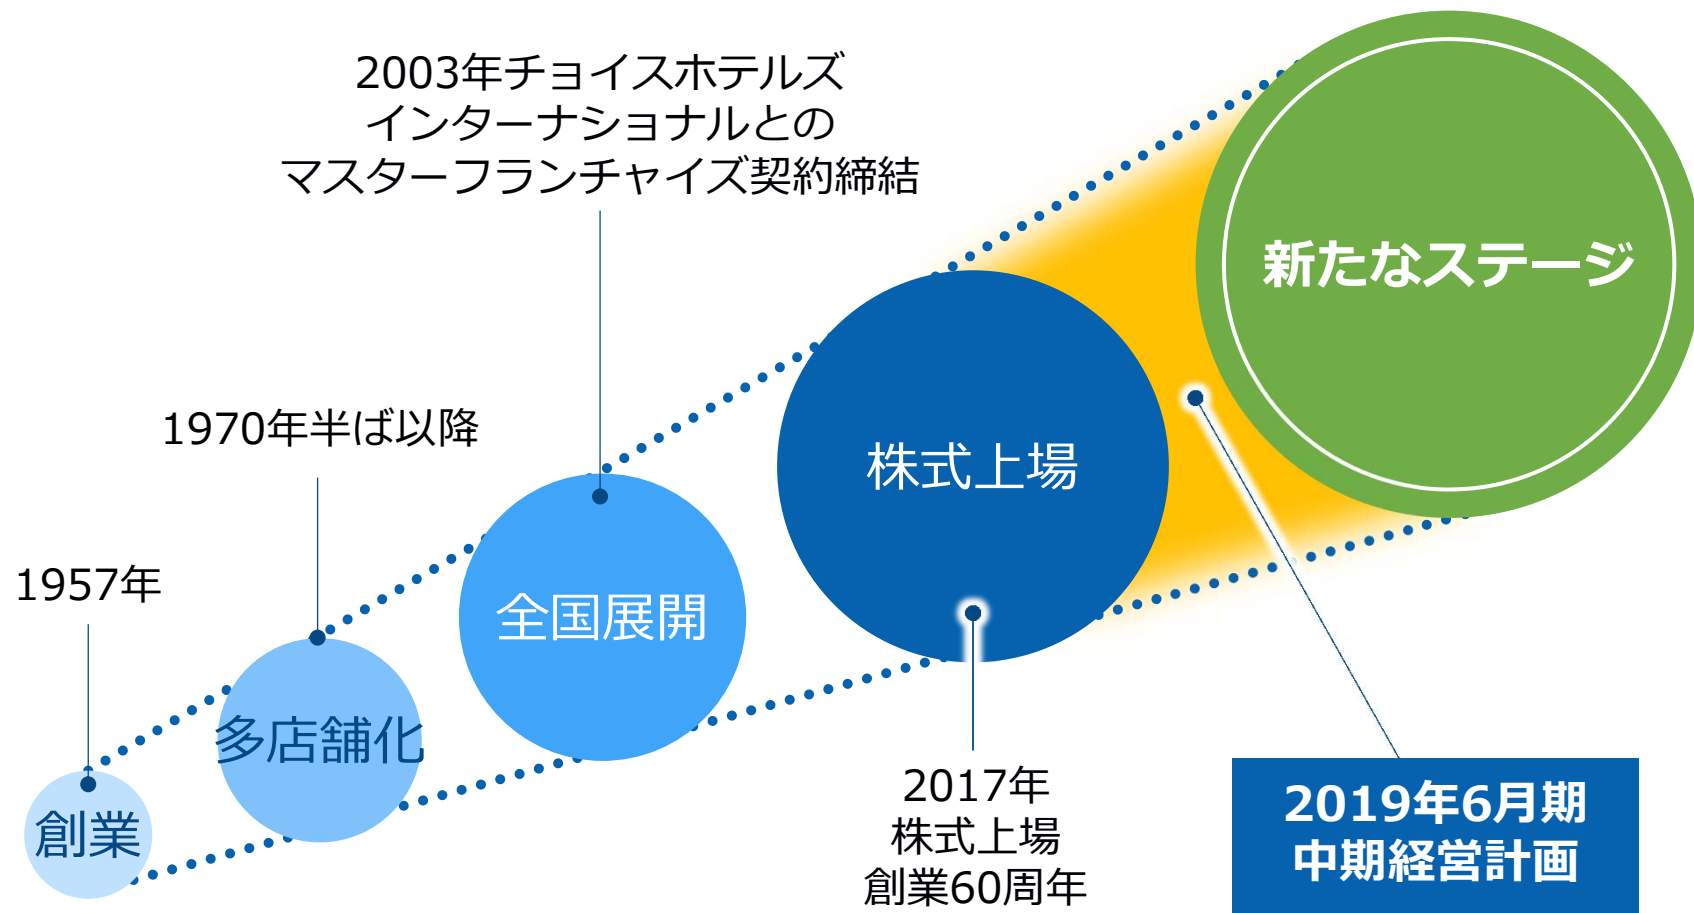 2003年チョイスホテルズ
インターナショナルとの
マスターフランチャイズ契約締結
新たなステージ
1970年半ば以降
株式上場
1957年
全国展開
多店舗化
創業
2017年
株式上場
創業60周年
2019年6月期
中期経営計画